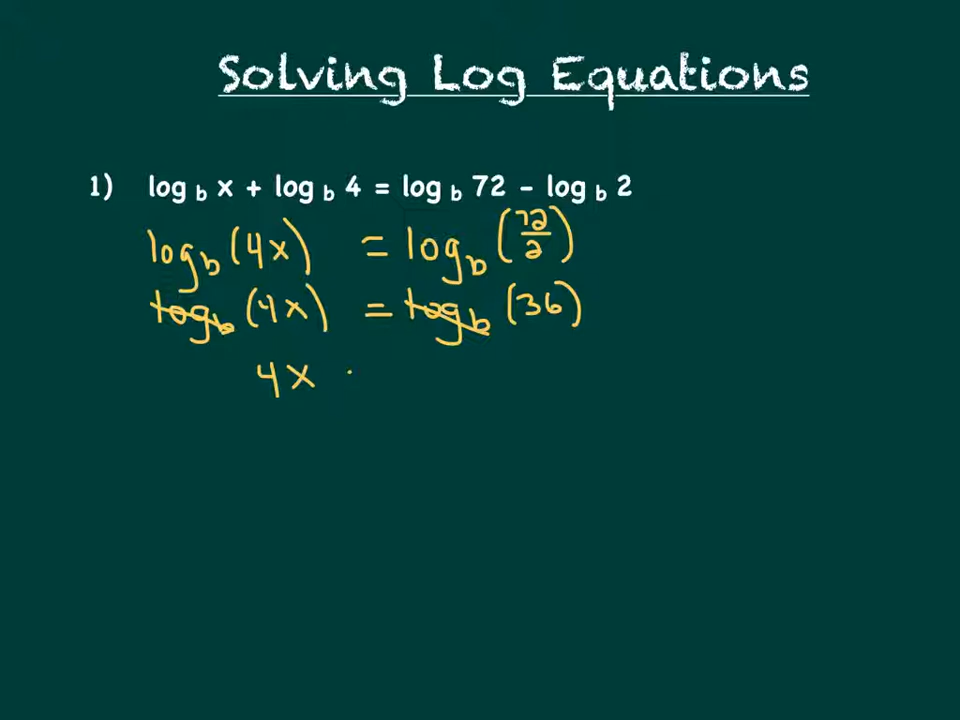 Solving Log Equations
1) log b x + log b 4 = log b 72 - log b 2
log b (4x) = log b (72/2)
log b (4x) = log b (36)
4x